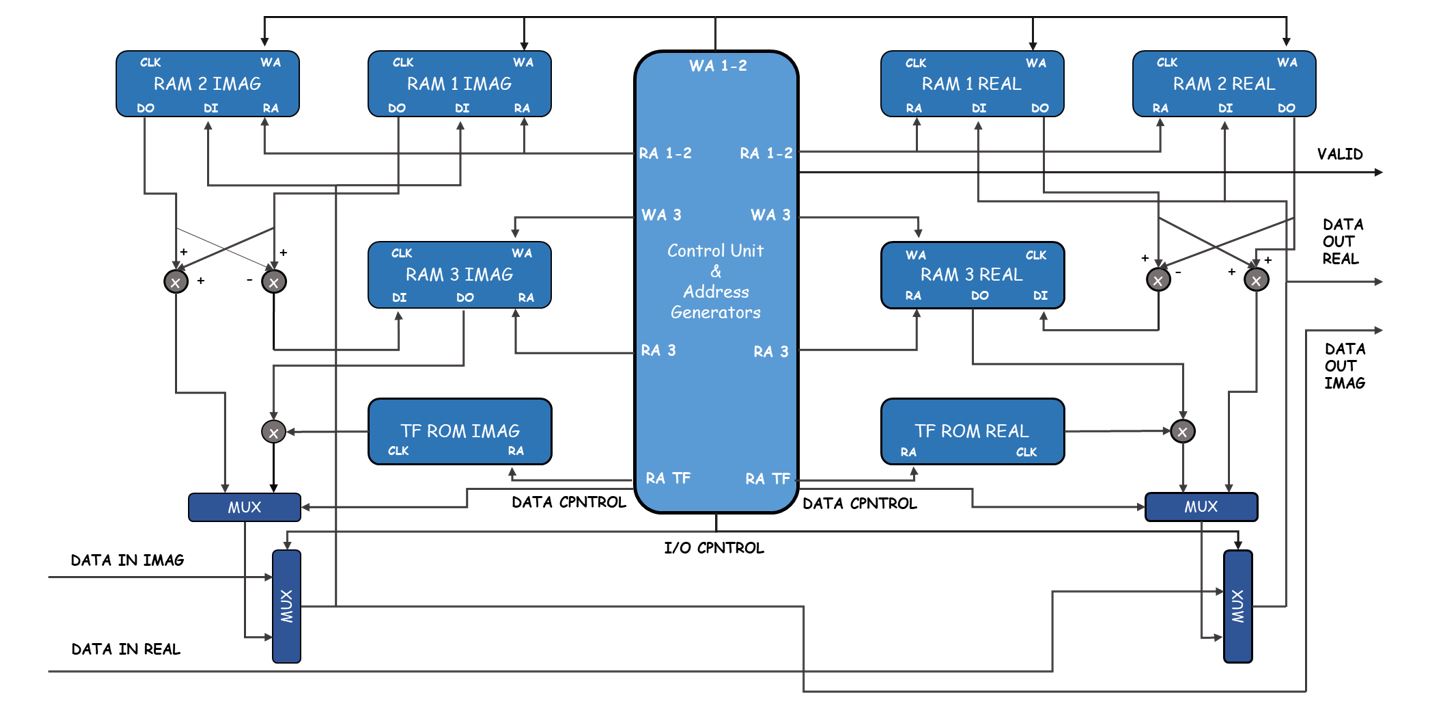 CLK WA
RAM 2 IMAG
DO DI RA
CLK WA
RAM 1 IMAG
DO DI RA
WA 1-2
CLK WA
RAM 1 REAL
RA DI DO
CLK WA
RAM 2 REAL
RA DI DO
RA 1-2 RA 1-2
VALID
WA 3 WA 3
Control Unit
&
Address
Generators
RA 3 RA 3
RA TF RA TF
CLK WA
RAM 3 IMAG
DI DO RA
WA CLK
RAM 3 REAL
RA DO DI
DATA
OUT
REAL
+ +
x + - x
+ - + +
x x
DATA
OUT
IMAG
x
TF ROM IMAG
CLK RA
TF ROM REAL
RA CLK
x
MUX
DATA CPNTROL
DATA CPNTROL
MUX
I/O CPNTROL
DATA IN IMAG
MUX
MUX
DATA IN REAL